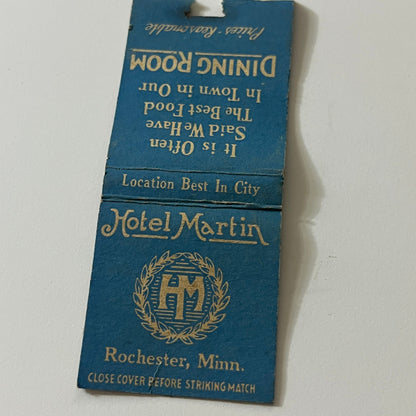 Hotel Martin
HM
Rochester, Minn.
CLOSE COVER BEFORE STRIKING MATCH
Location Best In City
It is Often
Said We Have
The Best Food
In Town in Our
DINING ROOM
Prices Reasonable